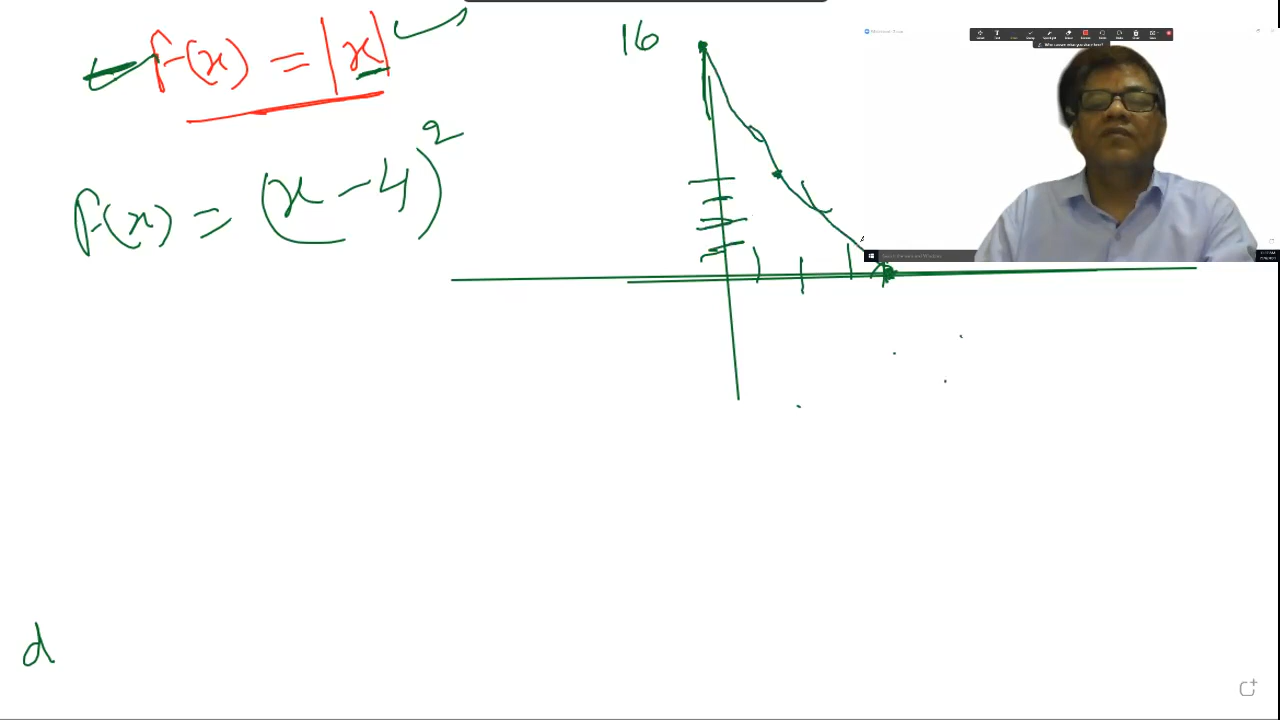 f(x) = |x|
16
f(x) = (x-4)²
d